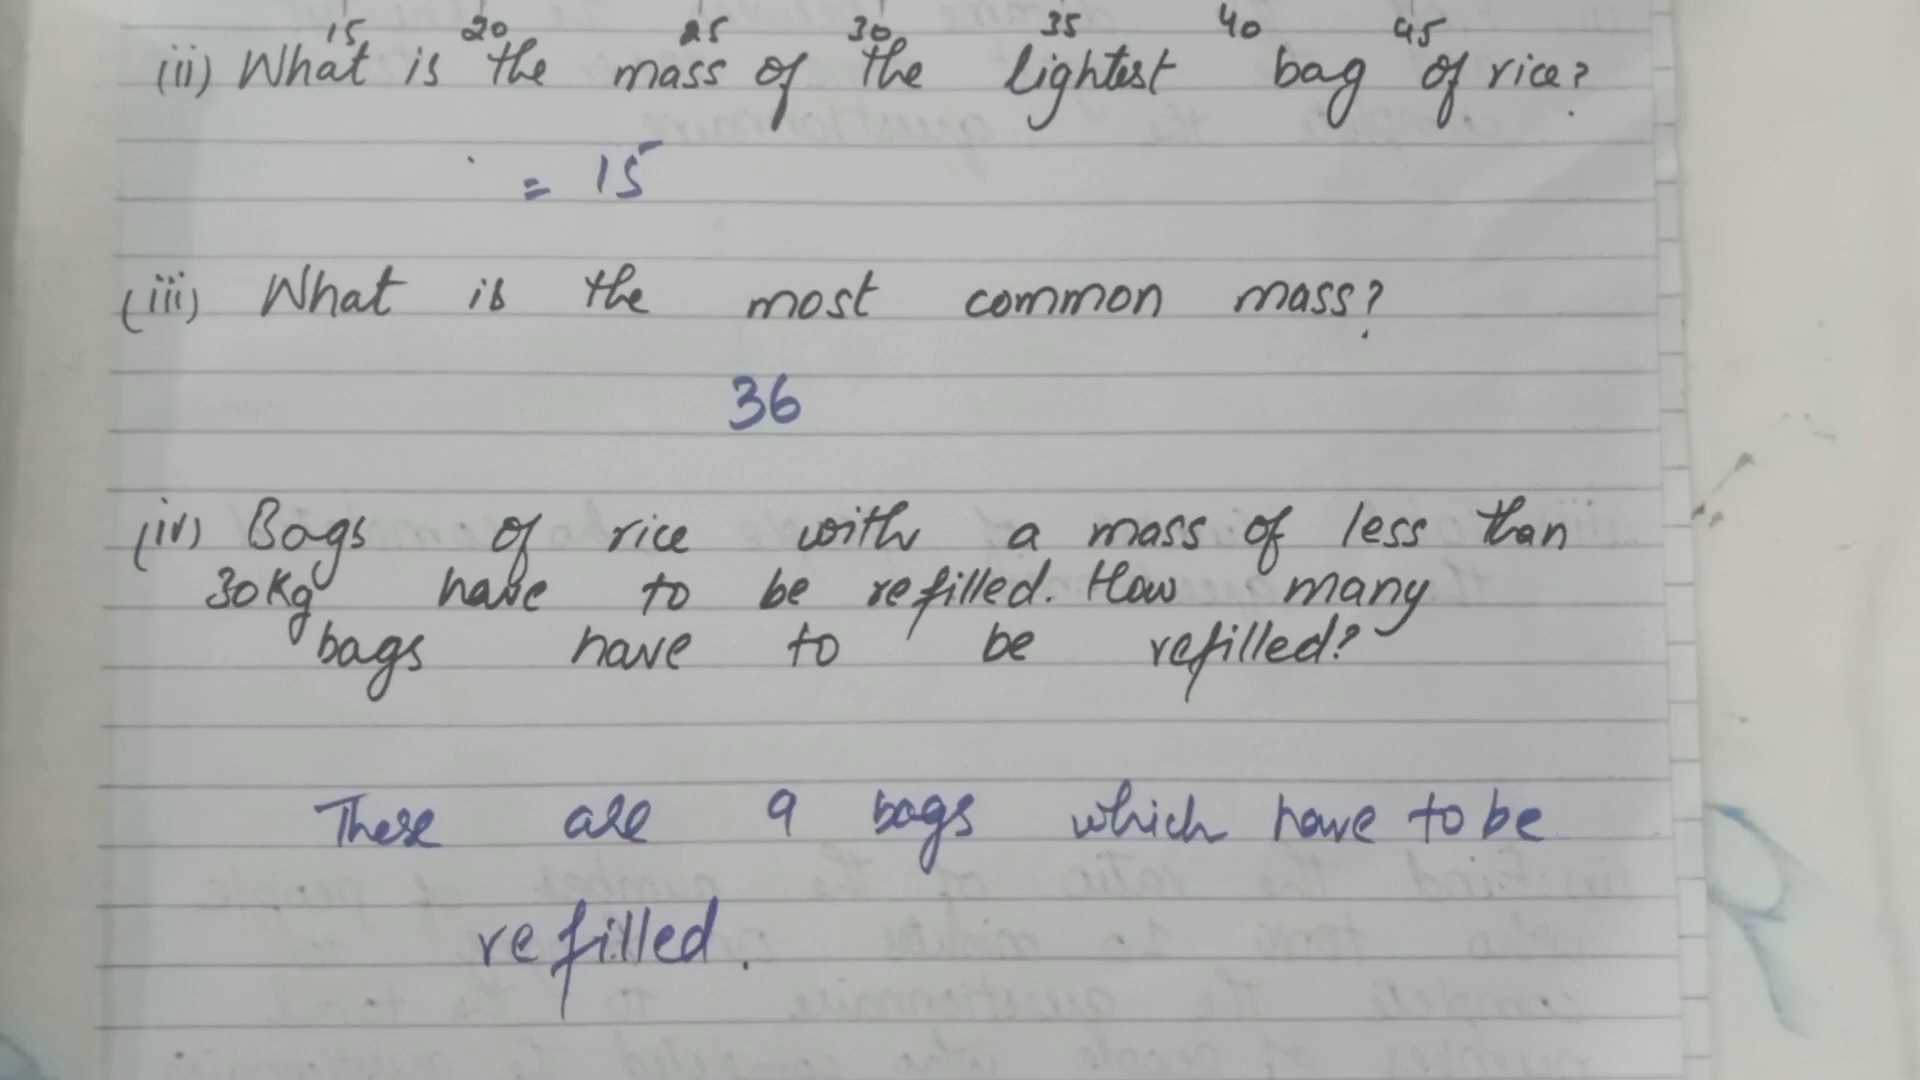 15 20 25 30 35 40 45
(ii) What is the mass of the lightest bag of rice?
= 15
(iii) What is the most common mass?
36
(iv) Bags of rice with a mass of less than
30Kg have to be refilled. How many
bags have to be refilled?
These are 9 bags which have to be
refilled.